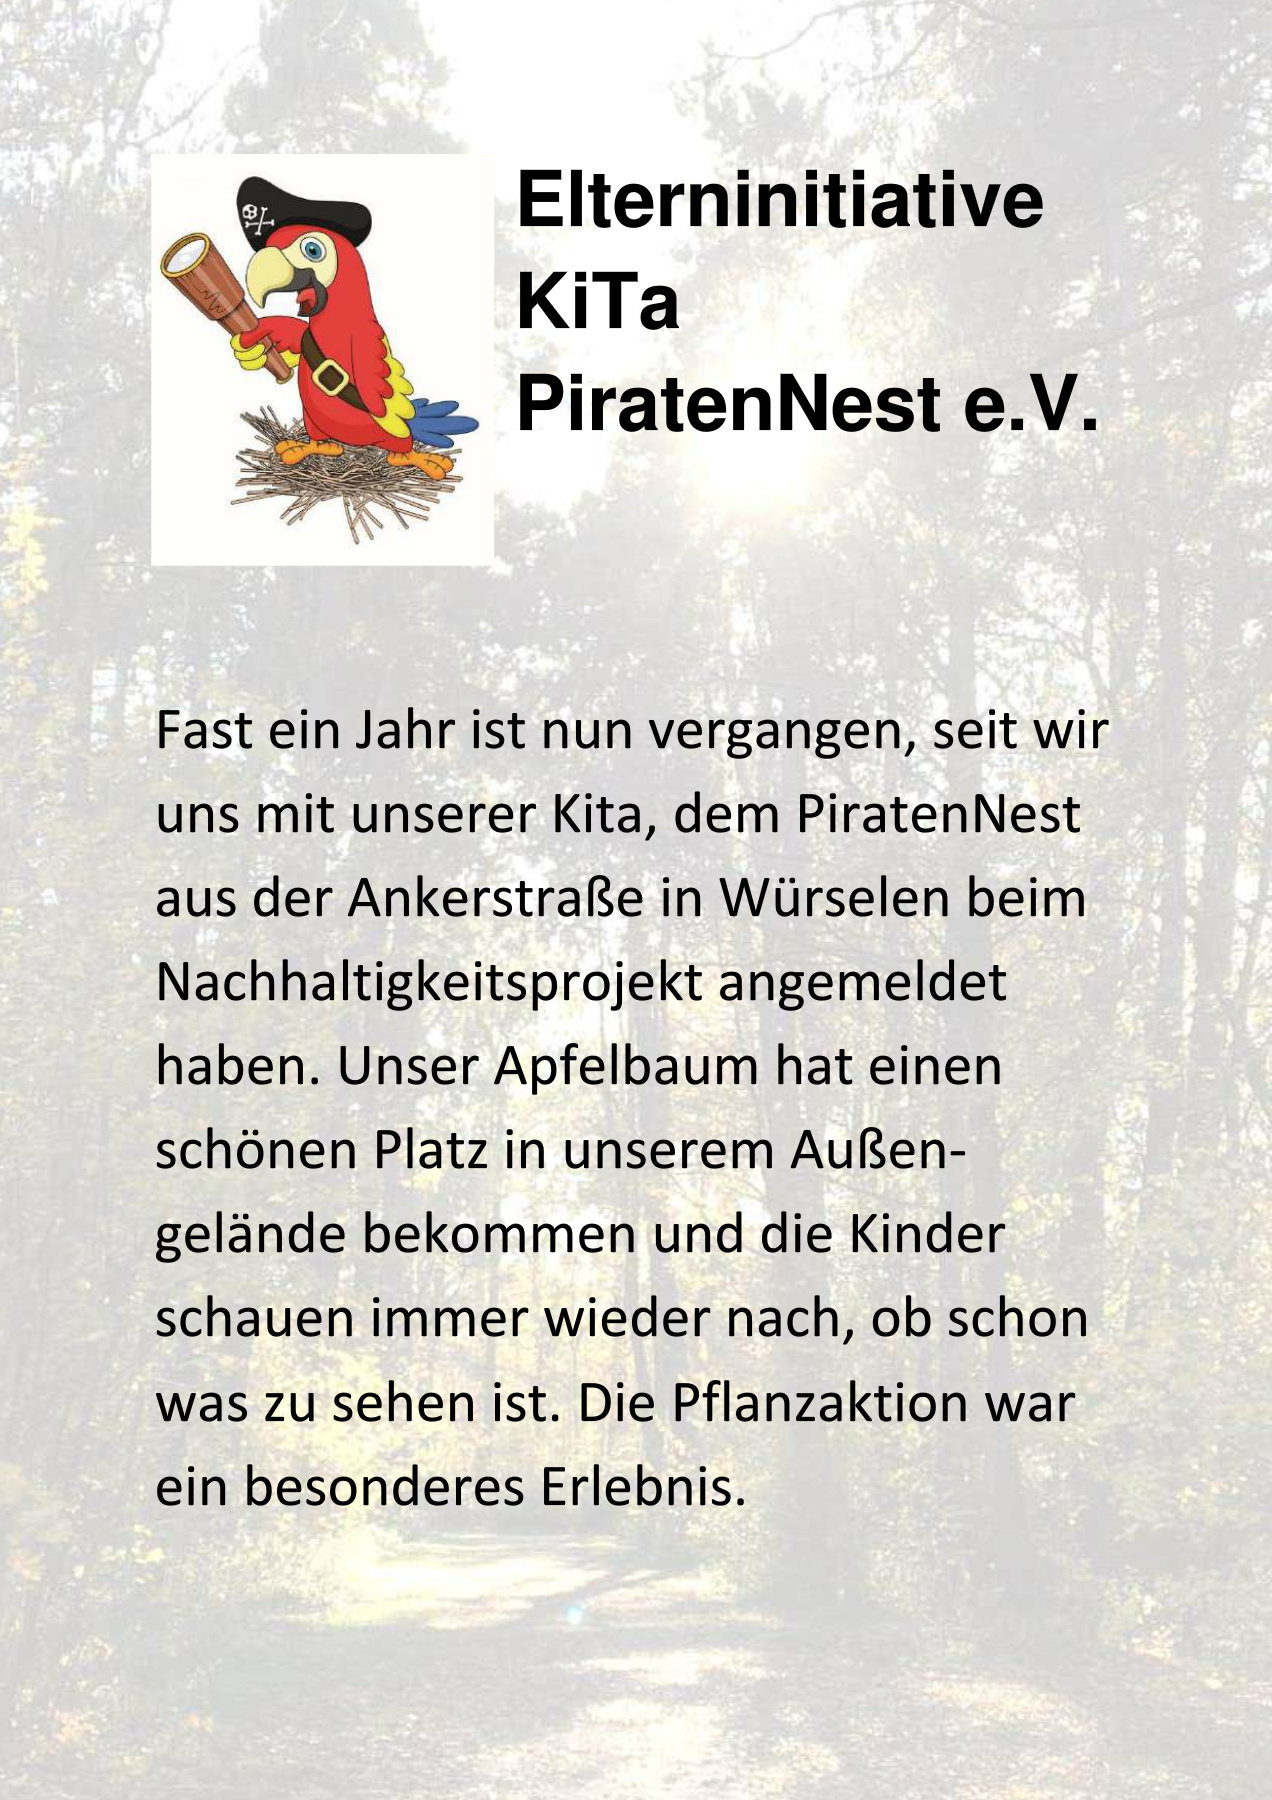 Elterninitiative
KiTa
PiratenNest e.V.
Fast ein Jahr ist nun vergangen, seit wir
uns mit unserer Kita, dem PiratenNest
aus der Ankerstraße in Würselen beim
Nachhaltigkeitsprojekt angemeldet
haben. Unser Apfelbaum hat einen
schönen Platz in unserem Außen-
gelände bekommen und die Kinder
schauen immer wieder nach, ob schon
was zu sehen ist. Die Pflanzaktion war
ein besonderes Erlebnis.